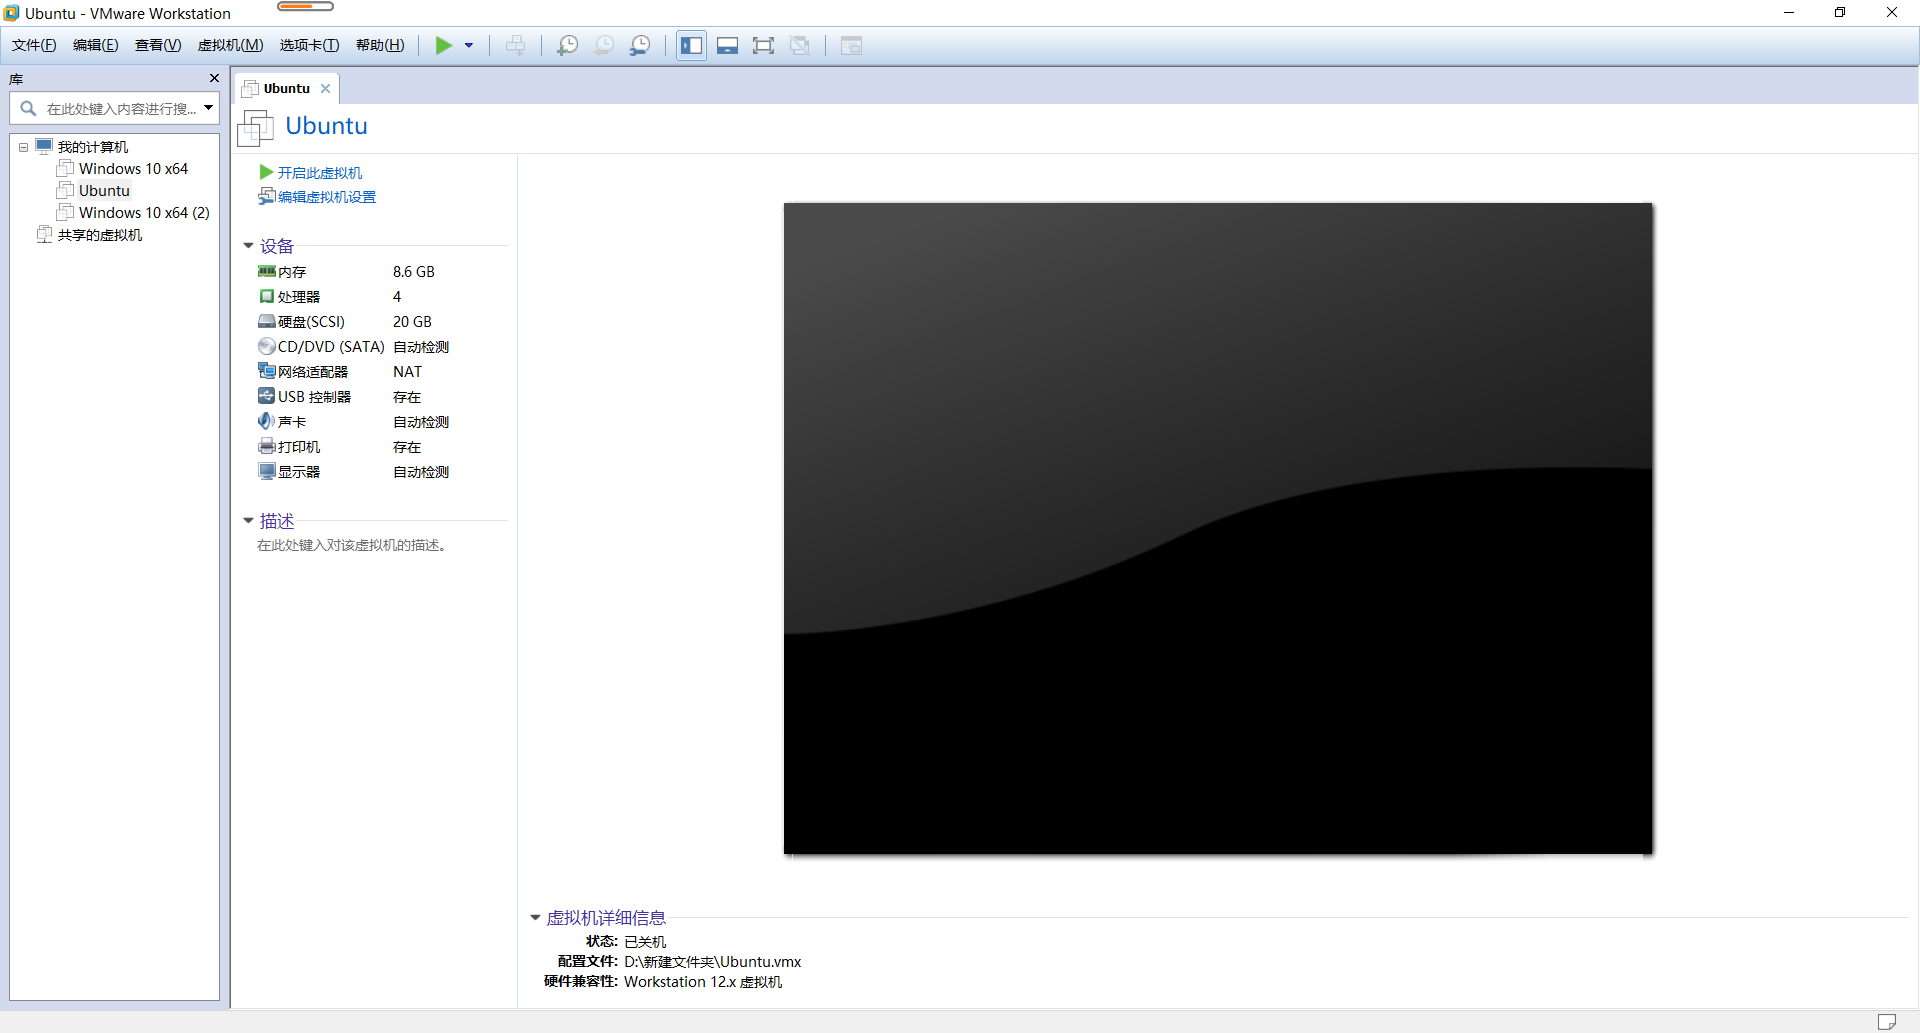 Ubuntu - VMware Workstation
文件(F) 编辑(E) 查看(V) 虚拟机(M) 选项卡(T) 帮助(H)
库
在此处键入内容进行搜...
我的计算机
Windows 10 x64
Ubuntu
Windows 10 x64 (2)
共享的虚拟机
Ubuntu
Ubuntu
开启此虚拟机
编辑虚拟机设置
设备
内存 8.6 GB
处理器 4
硬盘(SCSI) 20 GB
CD/DVD (SATA) 自动检测
网络适配器 NAT
USB 控制器 存在
声卡 自动检测
打印机 存在
显示器 自动检测
描述
在此处键入对该虚拟机的描述。
虚拟机详细信息
状态: 已关机
配置文件: D:\新建文件夹\Ubuntu.vmx
硬件兼容性: Workstation 12.x 虚拟机